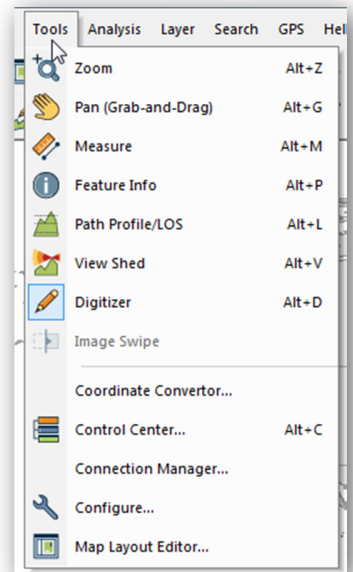 Tools Analysis Layer Search GPS Hel
Zoom Alt+Z
Pan (Grab-and-Drag) Alt+G
Measure Alt+M
Feature Info Alt+P
Path Profile/LOS Alt+L
View Shed Alt+V
Digitizer Alt+D
Image Swipe
Coordinate Convertor...
Control Center... Alt+C
Connection Manager...
Configure...
Map Layout Editor...